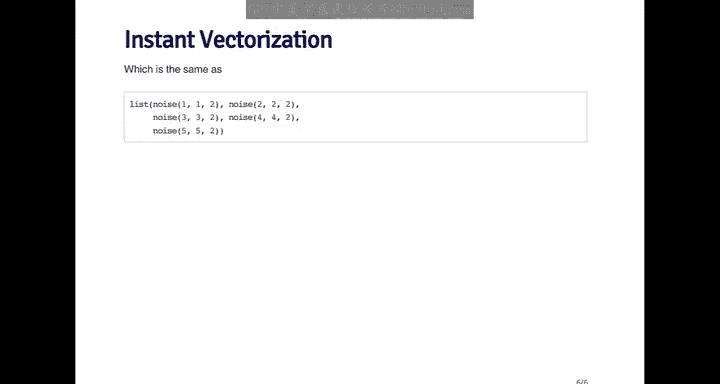 Instant Vectorization
Which is the same as
list(noise(1, 1, 2), noise(2, 2, 2),
noise(3, 3, 2), noise(4, 4, 2),
noise(5, 5, 2))
6/6